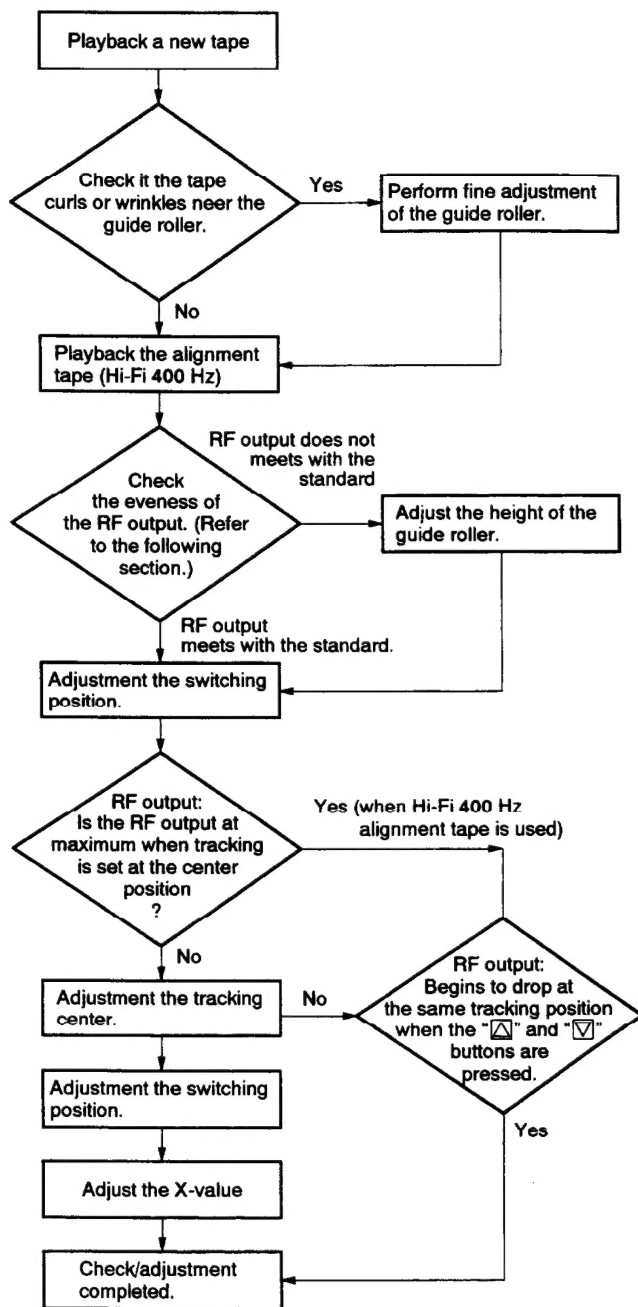 Playback a new tape
Check it the tape
curls or wrinkles neer the
guide roller.
Yes
Perform fine adjustment
of the guide roller.
No
Playback the alignment
tape (Hi-Fi 400 Hz)
RF output does not
meets with the
standard
Check
the eveness of
the RF output. (Refer
to the following
section.)
Adjust the height of the
guide roller.
RF output
meets with the standard.
Adjustment the switching
position.
RF output:
Is the RF output at
maximum when tracking
is set at the center
position
?
Yes (when Hi-Fi 400 Hz
alignment tape is used)
No
Adjustment the tracking
center.
No
RF output:
Begins to drop at
the same tracking position
when the "△" and "▽"
buttons are
pressed.
Adjustment the switching
position.
Yes
Adjust the X-value
Check/adjustment
completed.